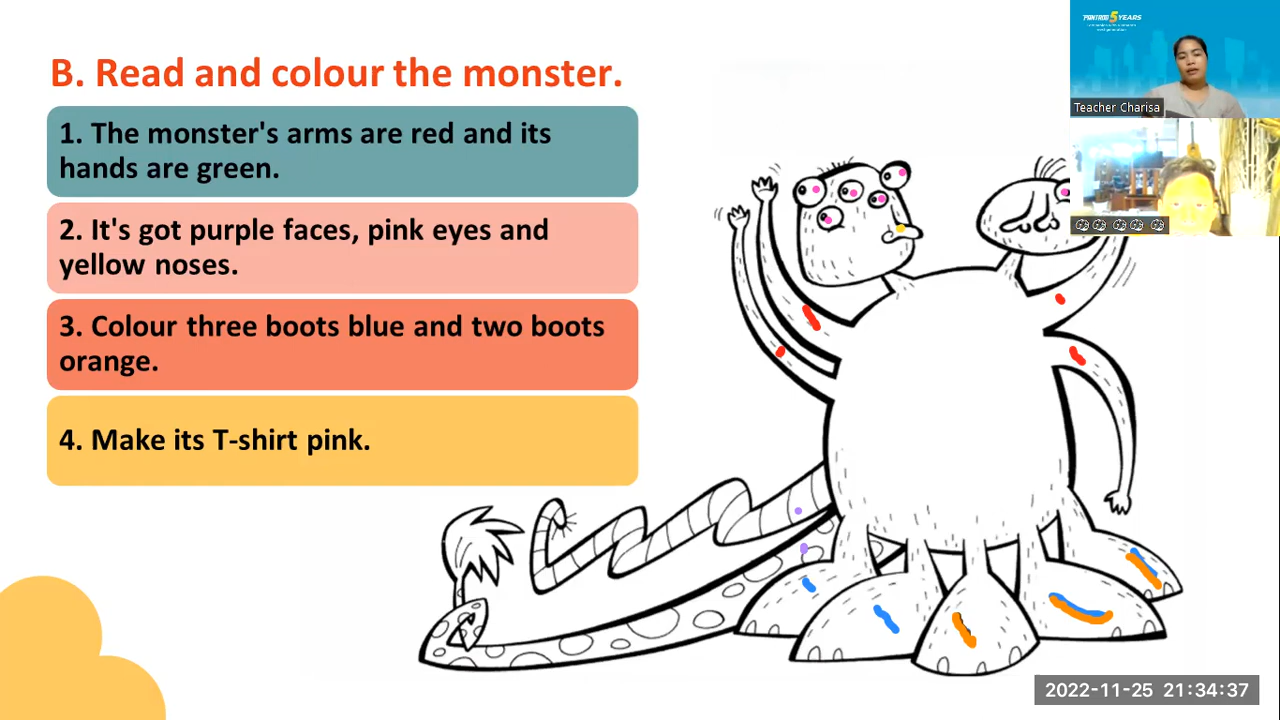 B. Read and colour the monster.
1. The monster's arms are red and its
hands are green.
2. It's got purple faces, pink eyes and
yellow noses.
3. Colour three boots blue and two boots
orange.
4. Make its T-shirt pink.
5 YEARS
Teacher Charisa
2022-11-25 21:34:37